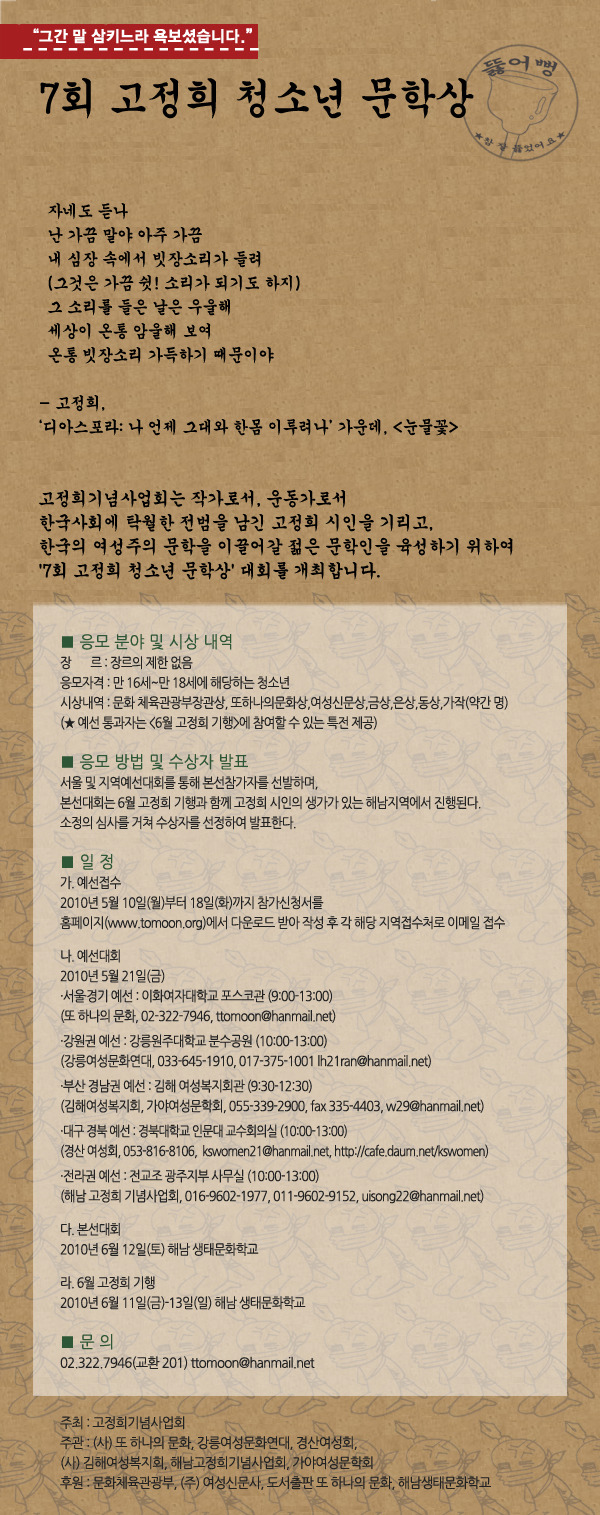 “그간 말 삼키느라 욕보셨습니다.”
뚫어뻥
7회 고정희 청소년 문학상
자네도 듣나
난 가끔 말야 아주 가끔
내 심장 속에서 빗장소리가 들려
(그것은 가끔 쉿! 소리가 되기도 하지)
그 소리를 들은 날은 우울해
세상이 온통 암울해 보여
온통 빗장소리 가득하기 때문이야
- 고정희,
‘디아스포라: 나 언제 그대와 한몸 이루려나’ 가운데, <눈물꽃>
고정희기념사업회는 작가로서, 운동가로서
한국사회에 탁월한 전범을 남긴 고정희 시인을 기리고,
한국의 여성주의 문학을 이끌어갈 젊은 문학인을 육성하기 위하여
'7회 고정희 청소년 문학상' 대회를 개최합니다.
■ 응모 분야 및 시상 내역
장 르 : 장르의 제한 없음
응모자격 : 만 16세~만 18세에 해당하는 청소년
시상내역 : 문화 체육관광부장관상, 또하나의문화상,여성신문상,금상,은상,동상,가작(약간 명)
(★ 예선 통과자는 <6월 고정희 기행>에 참여할 수 있는 특전 제공)
■ 응모 방법 및 수상자 발표
서울 및 지역예선대회를 통해 본선참가자를 선발하며,
본선대회는 6월 고정희 기행과 함께 고정희 시인의 생가가 있는 해남지역에서 진행된다.
소정의 심사를 거쳐 수상자를 선정하여 발표한다.
■ 일 정
가. 예선접수
2010년 5월 10일(월)부터 18일(화)까지 참가신청서를
홈페이지(www.tomoon.org)에서 다운로드 받아 작성 후 각 해당 지역접수처로 이메일 접수
나. 예선대회
2010년 5월 21일(금)
·서울·경기 예선 : 이화여자대학교 포스코관 (9:00-13:00)
(또 하나의 문화, 02-322-7946, ttomoon@hanmail.net)
·강원권 예선 : 강릉원주대학교 분수공원 (10:00-13:00)
(강릉여성문화연대, 033-645-1910, 017-375-1001 lh21ran@hanmail.net)
·부산 경남권 예선 : 김해 여성복지회관 (9:30-12:30)
(김해여성복지회, 가야여성문학회, 055-339-2900, fax 335-4403, w29@hanmail.net)
·대구 경북 예선 : 경북대학교 인문대 교수회의실 (10:00-13:00)
(경산 여성회, 053-816-8106, kswomen21@hanmail.net, http://cafe.daum.net/kswomen)
·전라권 예선 : 전교조 광주지부 사무실 (10:00-13:00)
(해남 고정희 기념사업회, 016-9602-1977, 011-9602-9152, uisong22@hanmail.net)
다. 본선대회
2010년 6월 12일(토) 해남 생태문화학교
라. 6월 고정희 기행
2010년 6월 11일(금)-13일(일) 해남 생태문화학교
■ 문 의
02.322.7946(교환 201) ttomoon@hanmail.net
주최 : 고정희기념사업회
주관 : (사) 또 하나의 문화, 강릉여성문화연대, 경산여성회,
(사) 김해여성복지회, 해남고정희기념사업회, 가야여성문학회
후원 : 문화체육관광부, (주) 여성신문사, 도서출판 또 하나의 문화, 해남생태문화학교